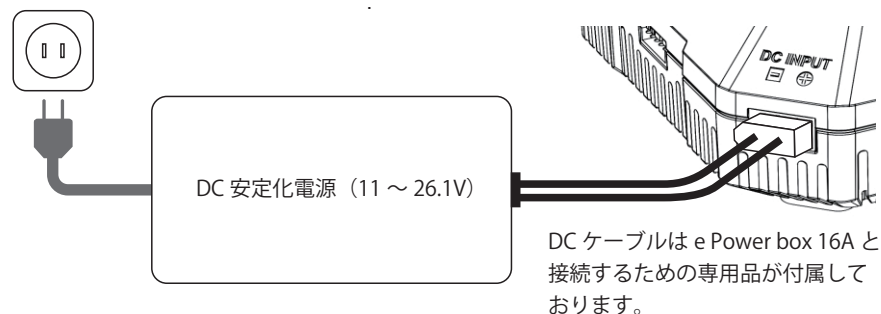 DC INPUT
DC 安定化電源（11 ～ 26.1V）
DC ケーブルは e Power box 16A と
接続するための専用品が付属して
おります。